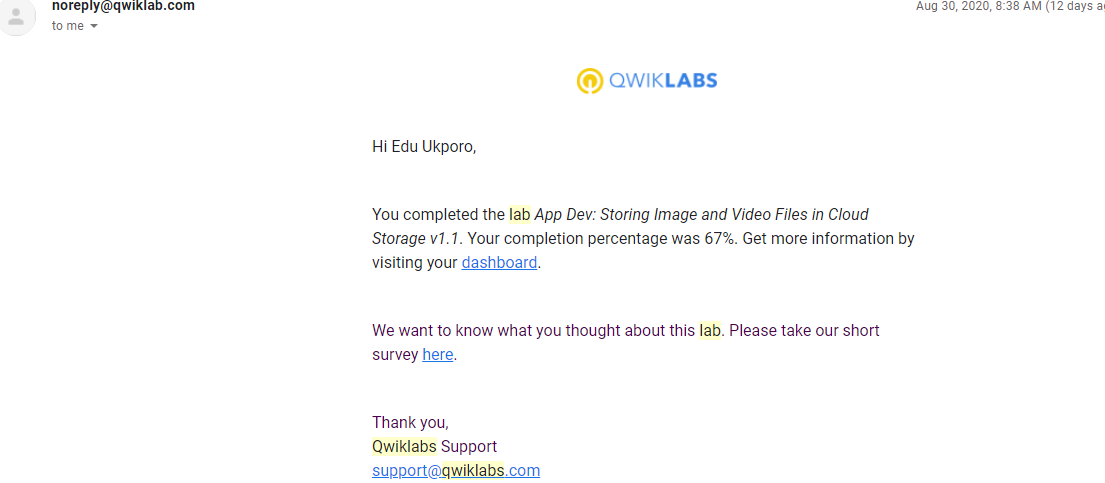 noreply@qwiklab.com
Aug 30, 2020, 8:38 AM (12 days
to me
QWIKLABS
Hi Edu Ukporo,
You completed the lab App Dev: Storing Image and Video Files in Cloud
Storage v1.1. Your completion percentage was 67%. Get more information by
visiting your dashboard.
We want to know what you thought about this lab. Please take our short
survey here.
Thank you,
Qwiklabs Support
support@qwiklabs.com